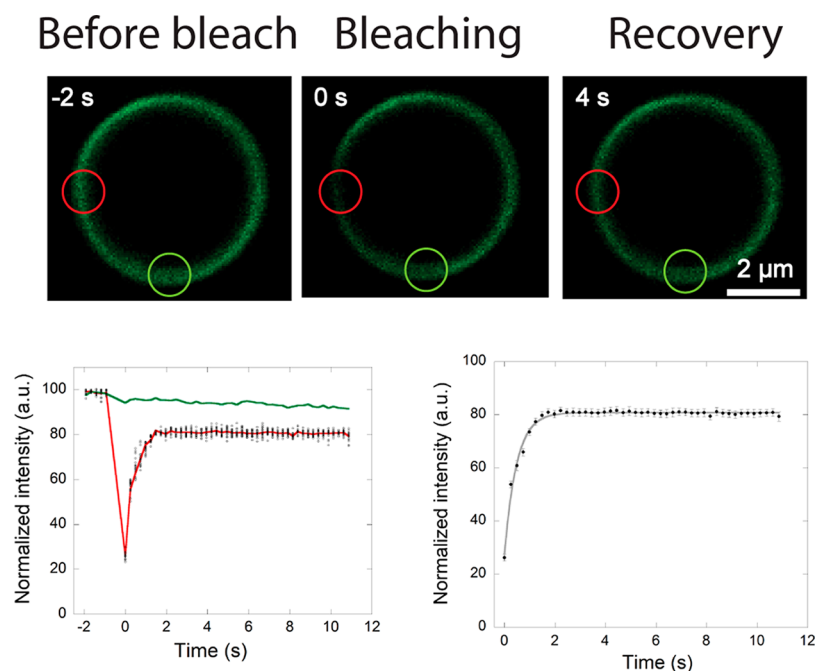 Before bleach Bleaching Recovery
-2 s 0 s 4 s
2 μm
Normalized intensity (a.u.)
100
80
60
40
20
0
-2 0 2 4 6 8 10 12
Time (s)
Normalized intensity (a.u.)
100
80
60
40
20
0
0 2 4 6 8 10 12
Time (s)